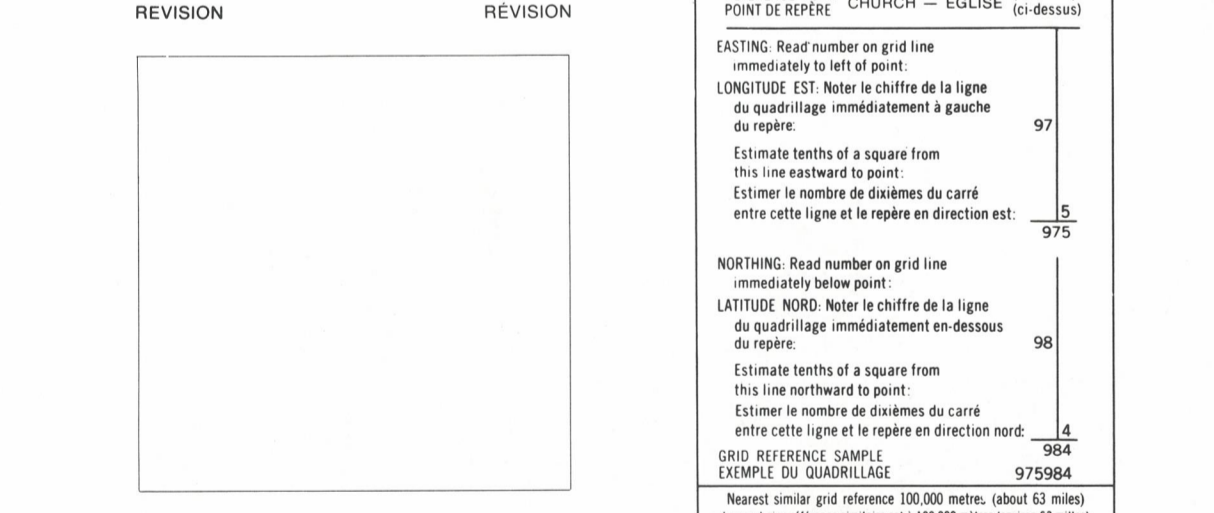 REVISION RÉVISION
POINT DE REPÈRE CHURCH — EGLISE (ci-dessus)
EASTING: Read number on grid line
immediately to left of point:
LONGITUDE EST: Noter le chiffre de la ligne
du quadrillage immédiatement à gauche
du repère: 97
Estimate tenths of a square from
this line eastward to point:
Estimer le nombre de dixièmes du carré
entre cette ligne et le repère en direction est: 5
975
NORTHING: Read number on grid line
immediately below point:
LATITUDE NORD: Noter le chiffre de la ligne
du quadrillage immédiatement en-dessous
du repère: 98
Estimate tenths of a square from
this line northward to point:
Estimer le nombre de dixièmes du carré
entre cette ligne et le repère en direction nord: 4
984
GRID REFERENCE SAMPLE
EXEMPLE DU QUADRILLAGE 975984
Nearest similar grid reference 100,000 metres (about 63 miles)